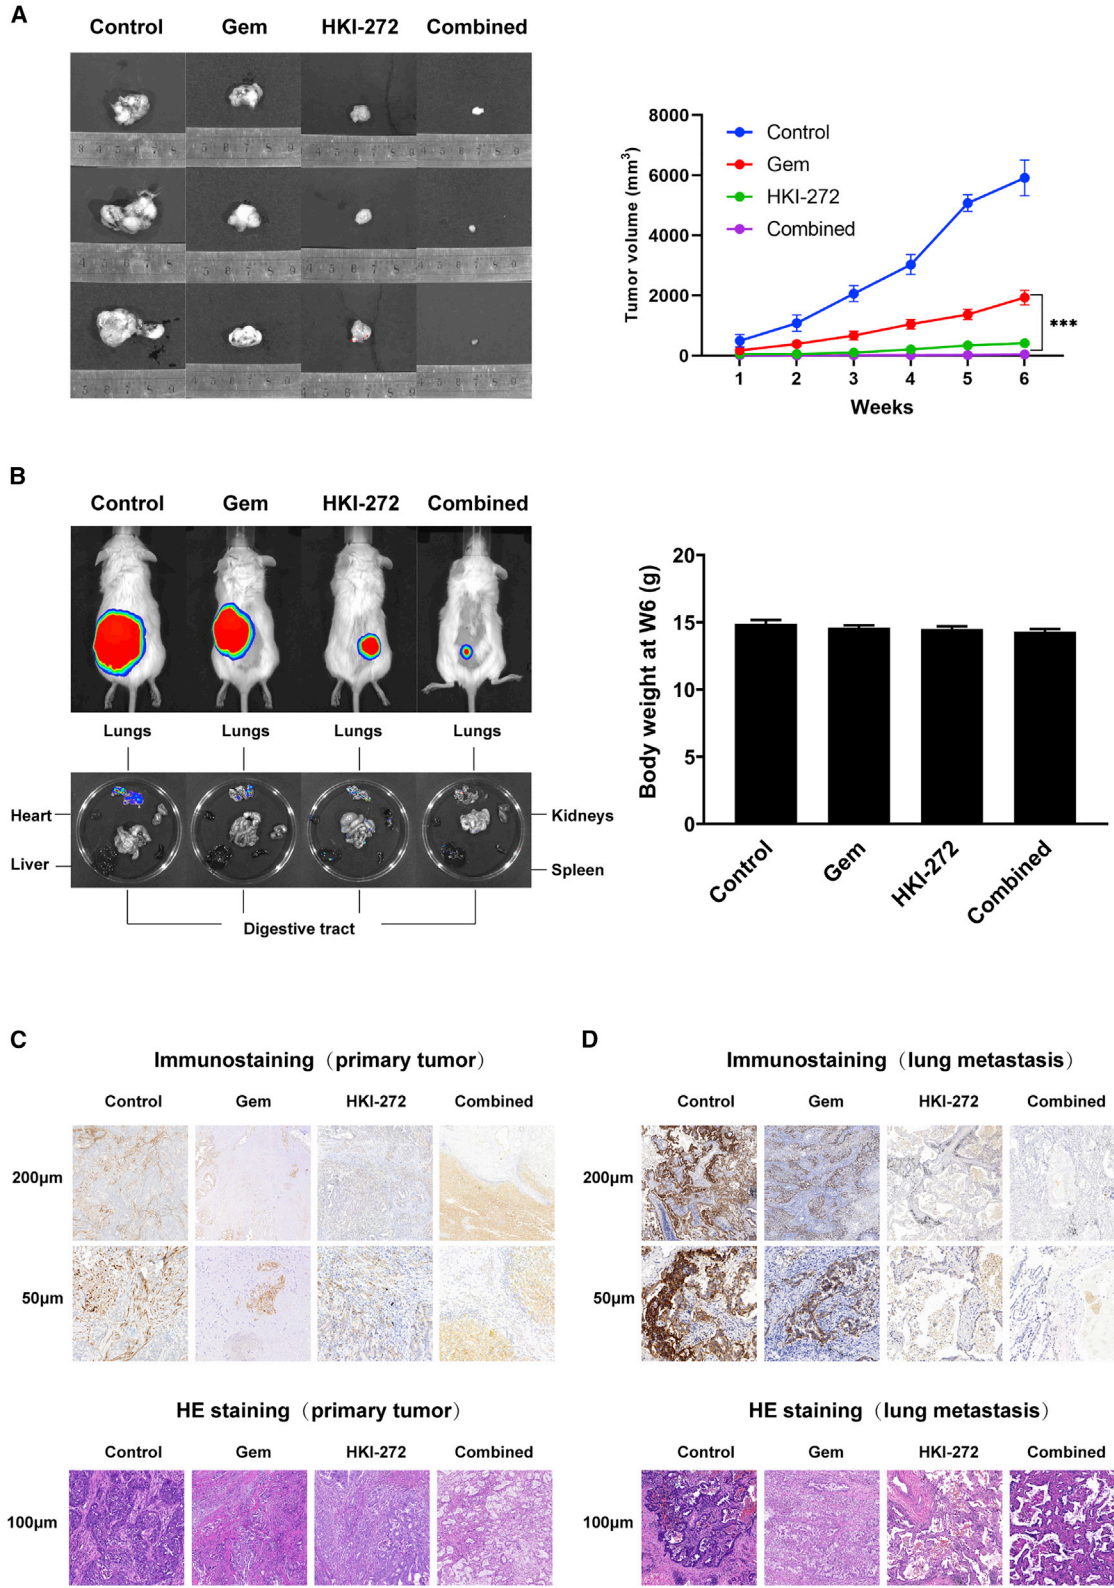 A
Control Gem HKI-272 Combined
Tumor volume (mm³)
8000
6000
4000
2000
0
Control
Gem
HKI-272
Combined
***
1 2 3 4 5 6
Weeks
B
Control Gem HKI-272 Combined
Lungs Lungs Lungs Lungs
Heart
Liver
Kidneys
Spleen
Digestive tract
Body weight at W6 (g)
20
15
10
5
0
Control Gem HKI-272 Combined
C
Immunostaining（primary tumor）
Control Gem HKI-272 Combined
200μm
50μm
HE staining（primary tumor）
Control Gem HKI-272 Combined
100μm
D
Immunostaining（lung metastasis）
Control Gem HKI-272 Combined
200μm
50μm
HE staining（lung metastasis）
Control Gem HKI-272 Combined
100μm